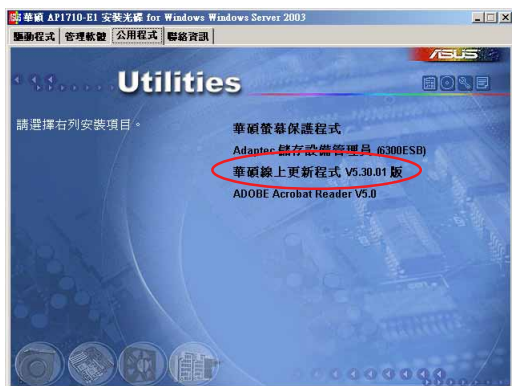 華碩 AP1710-E1 安裝光碟 for Windows Windows Server 2003
驅動程式 管理軟體 公用程式 聯絡資訊
ASUS
Utilities
請選擇右列安裝項目。
華碩螢幕保護程式
Adaptec 儲存設備管理員 (6300ESB)
華碩線上更新程式 V5.30.01 版
ADOBE Acrobat Reader V5.0